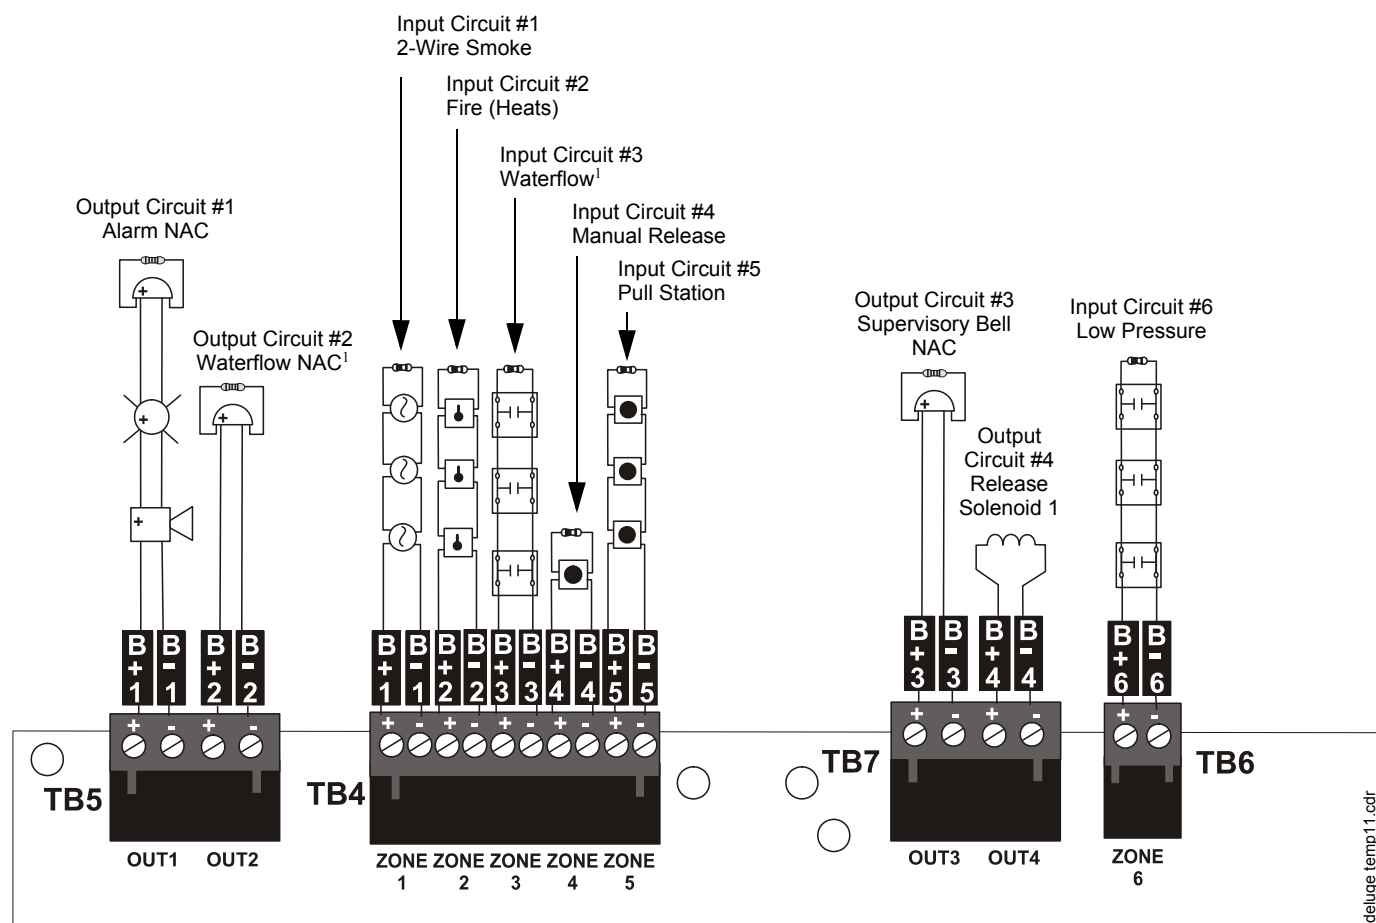 Input Circuit #1
2-Wire Smoke
Input Circuit #2
Fire (Heats)
Input Circuit #3
Waterflow1
Input Circuit #4
Manual Release
Input Circuit #5
Pull Station
Output Circuit #1
Alarm NAC
Output Circuit #2
Waterflow NAC1
Output Circuit #3
Supervisory Bell
NAC
Output
Circuit #4
Release
Solenoid 1
Input Circuit #6
Low Pressure
B+1
B-1
B+2
B-2
B+1
B-1
B+2
B-2
B+3
B-3
B+4
B-4
B+5
B-5
B+3
B-3
B+4
B-4
B+6
B-6
+ - + -
+ - + - + - + - + -
+ - + -
+ -
TB5
TB4
TB7
TB6
OUT1 OUT2
ZONE ZONE ZONE ZONE ZONE
1 2 3 4 5
OUT3 OUT4
ZONE
6
deluge temp11.cdr